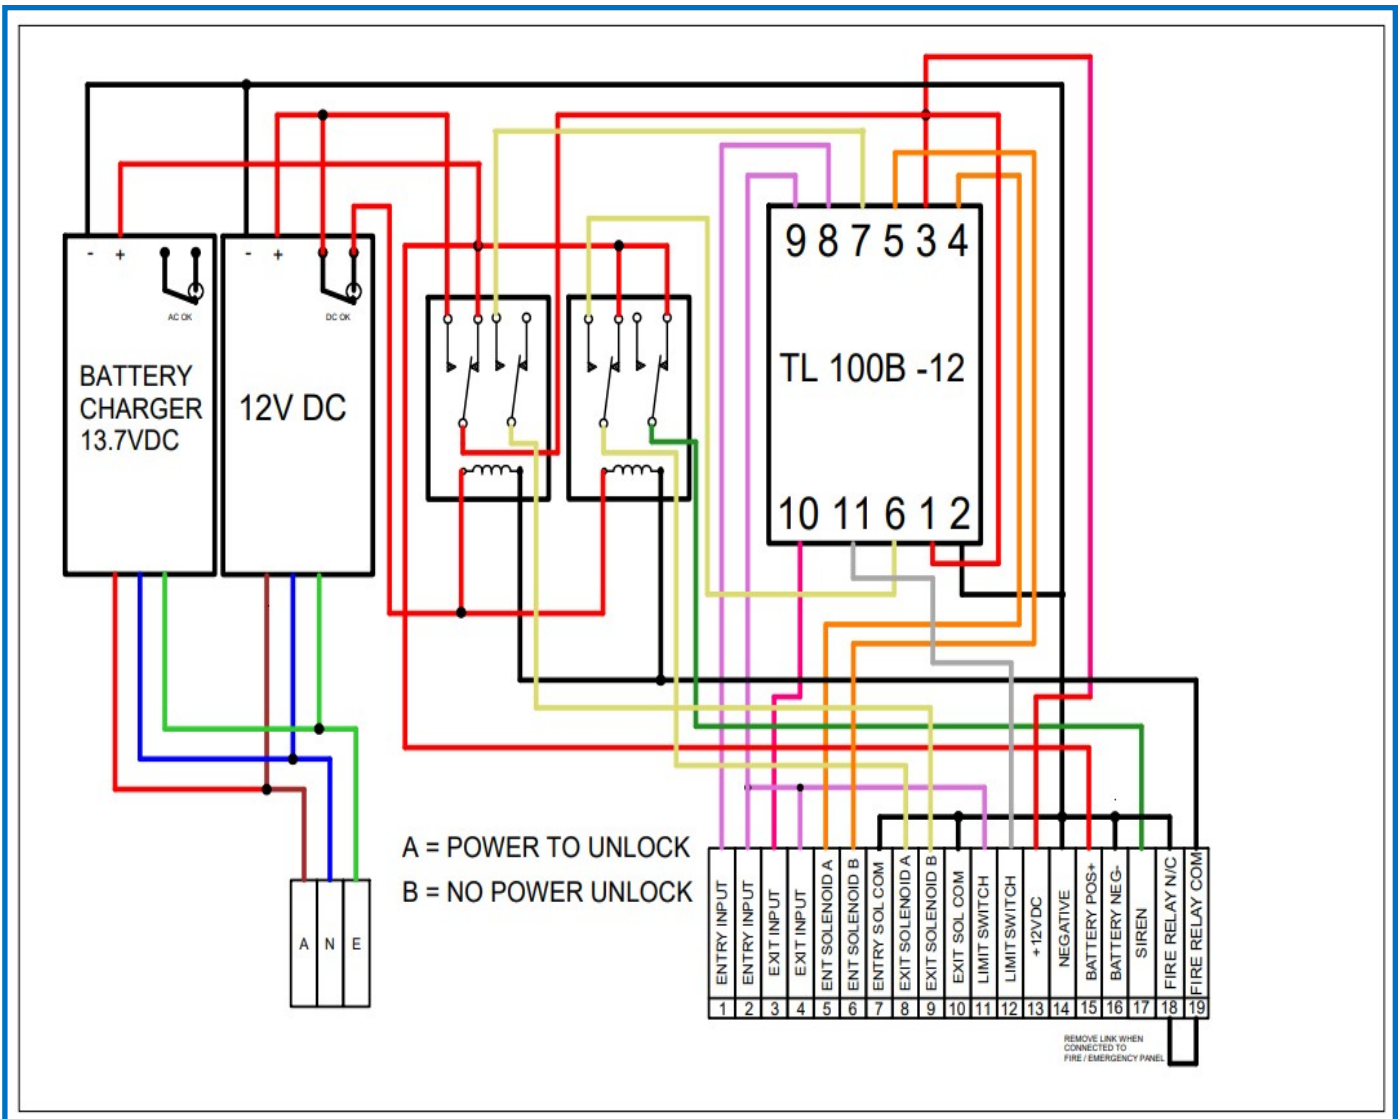 - + - +
AC OK
DC OK
BATTERY
CHARGER
13.7VDC
12V DC
9 8 7 5 3 4
TL 100B -12
10 11 6 1 2
A = POWER TO UNLOCK
B = NO POWER UNLOCK
A N E
ENTRY INPUT
ENTRY INPUT
EXIT INPUT
EXIT INPUT
ENT SOLENOID A
ENT SOLENOID B
ENTRY SOL COM
EXIT SOLENOID A
EXIT SOLENOID B
EXIT SOL COM
LIMIT SWITCH
LIMIT SWITCH
+12VDC
NEGATIVE
BATTERY POS+
BATTERY NEG-
SIREN
FIRE RELAY N/C
FIRE RELAY COM
1 2 3 4 5 6 7 8 9 10 11 12 13 14 15 16 17 18 19
REMOVE LINK WHEN
CONNECTED TO
FIRE / EMERGENCY PANEL